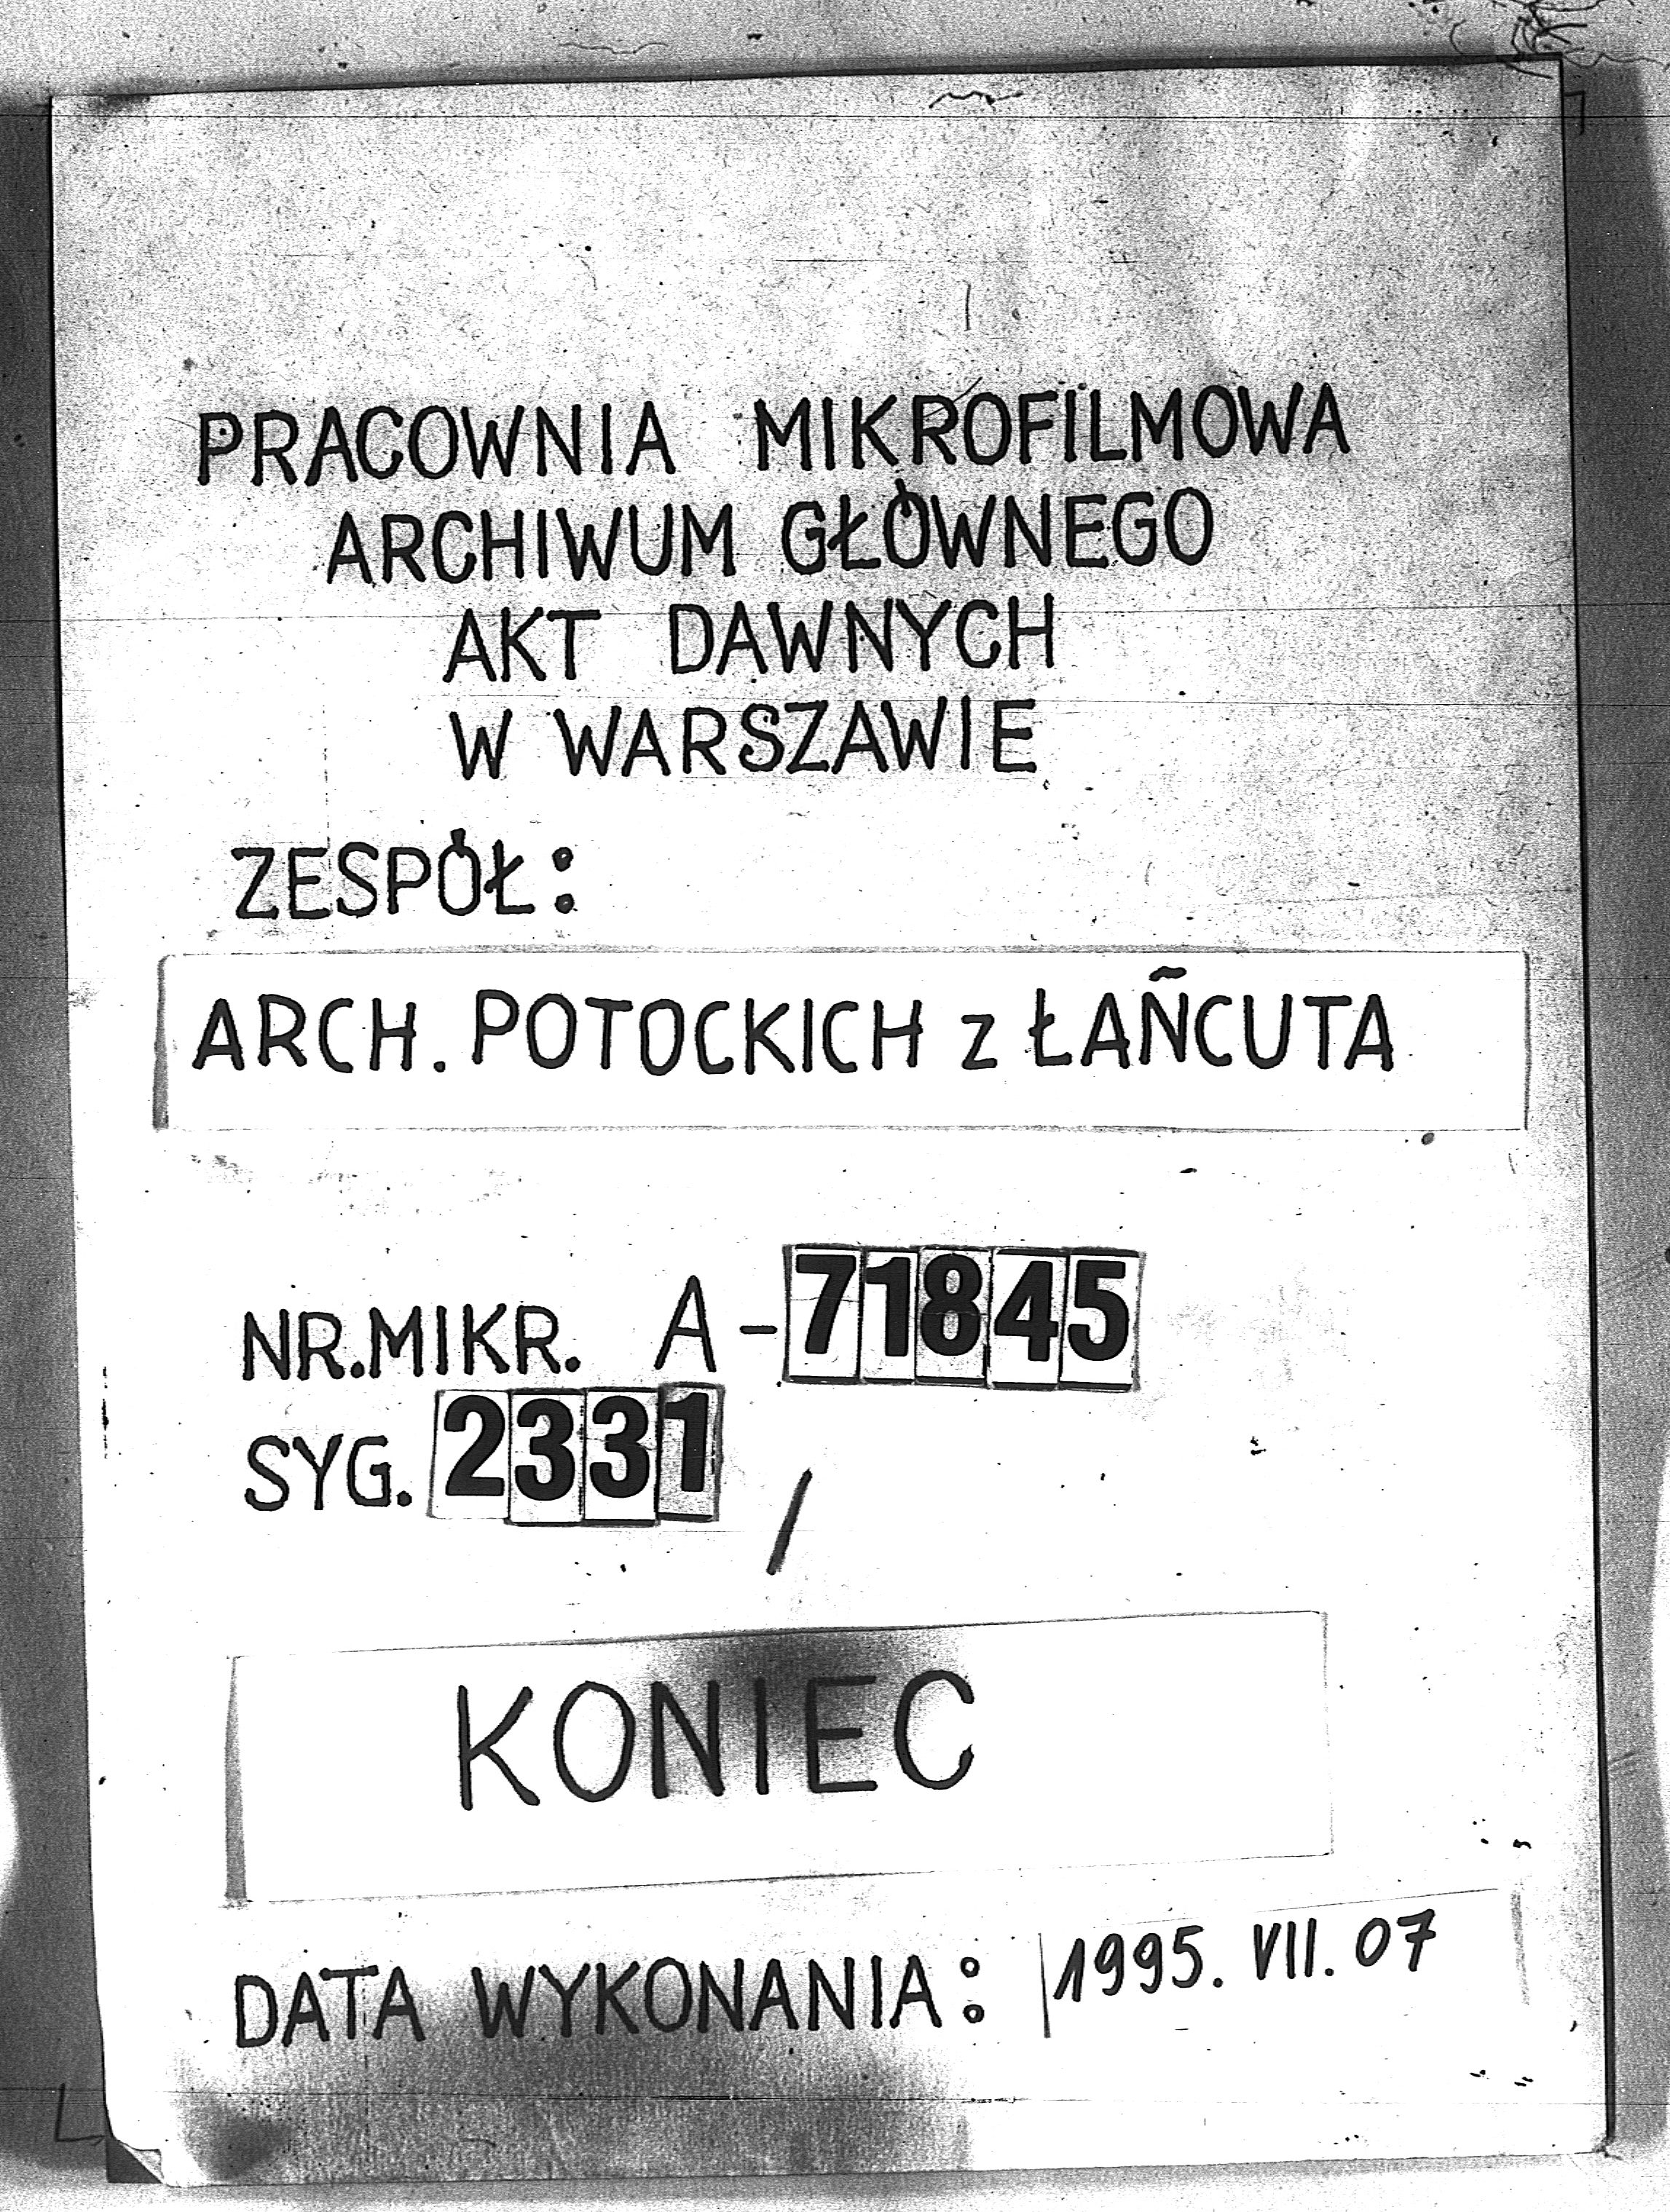 PRACOWNIA MIKROFILMOWA
ARCHIWUM GŁÓWNEGO
AKT DAWNYCH
W WARSZAWIE
ZESPÓŁ:
ARCH. POTOCKICH z ŁAŃCUTA
NR.MIKR. A-71845
SYG. 2331 /
KONIEC
DATA WYKONANIA: 1995. VII. 07